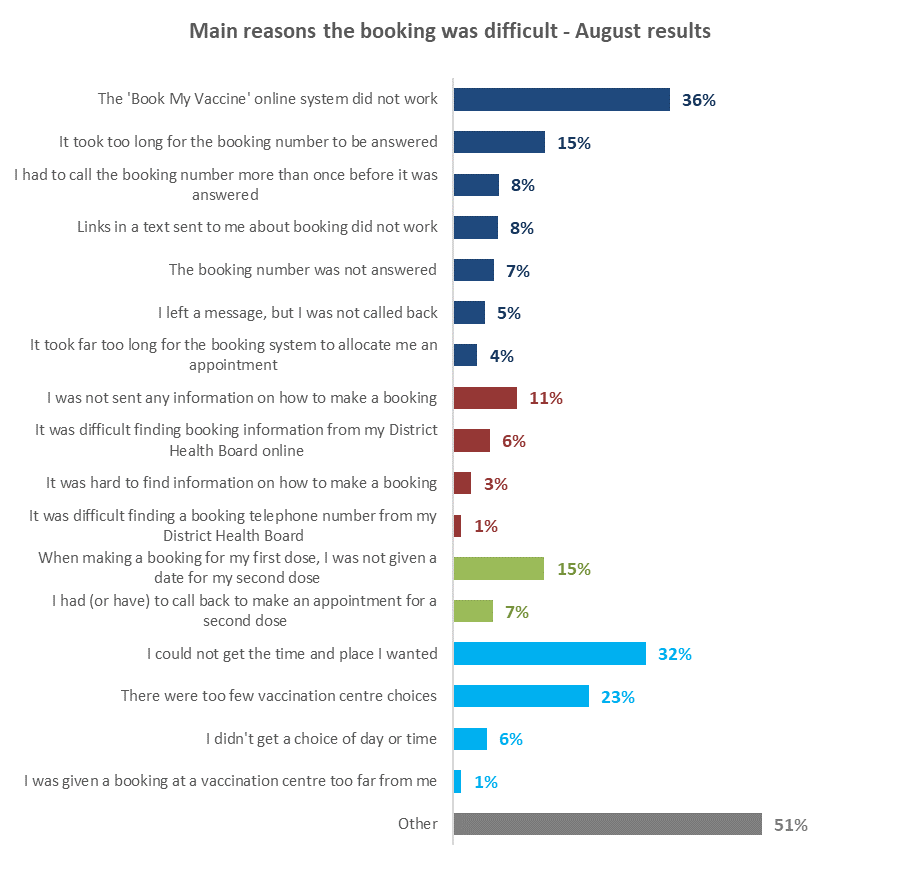 Main reasons the booking was difficult - August results
The 'Book My Vaccine' online system did not work
36%
It took too long for the booking number to be answered
15%
I had to call the booking number more than once before it was
answered
8%
Links in a text sent to me about booking did not work
8%
The booking number was not answered
7%
I left a message, but I was not called back
5%
It took far too long for the booking system to allocate me an
appointment
4%
I was not sent any information on how to make a booking
11%
It was difficult finding booking information from my District
Health Board online
6%
It was hard to find information on how to make a booking
3%
It was difficult finding a booking telephone number from my
District Health Board
1%
When making a booking for my first dose, I was not given a
date for my second dose
15%
I had (or have) to call back to make an appointment for a
second dose
7%
I could not get the time and place I wanted
32%
There were too few vaccination centre choices
23%
I didn't get a choice of day or time
6%
I was given a booking at a vaccination centre too far from me
1%
Other
51%